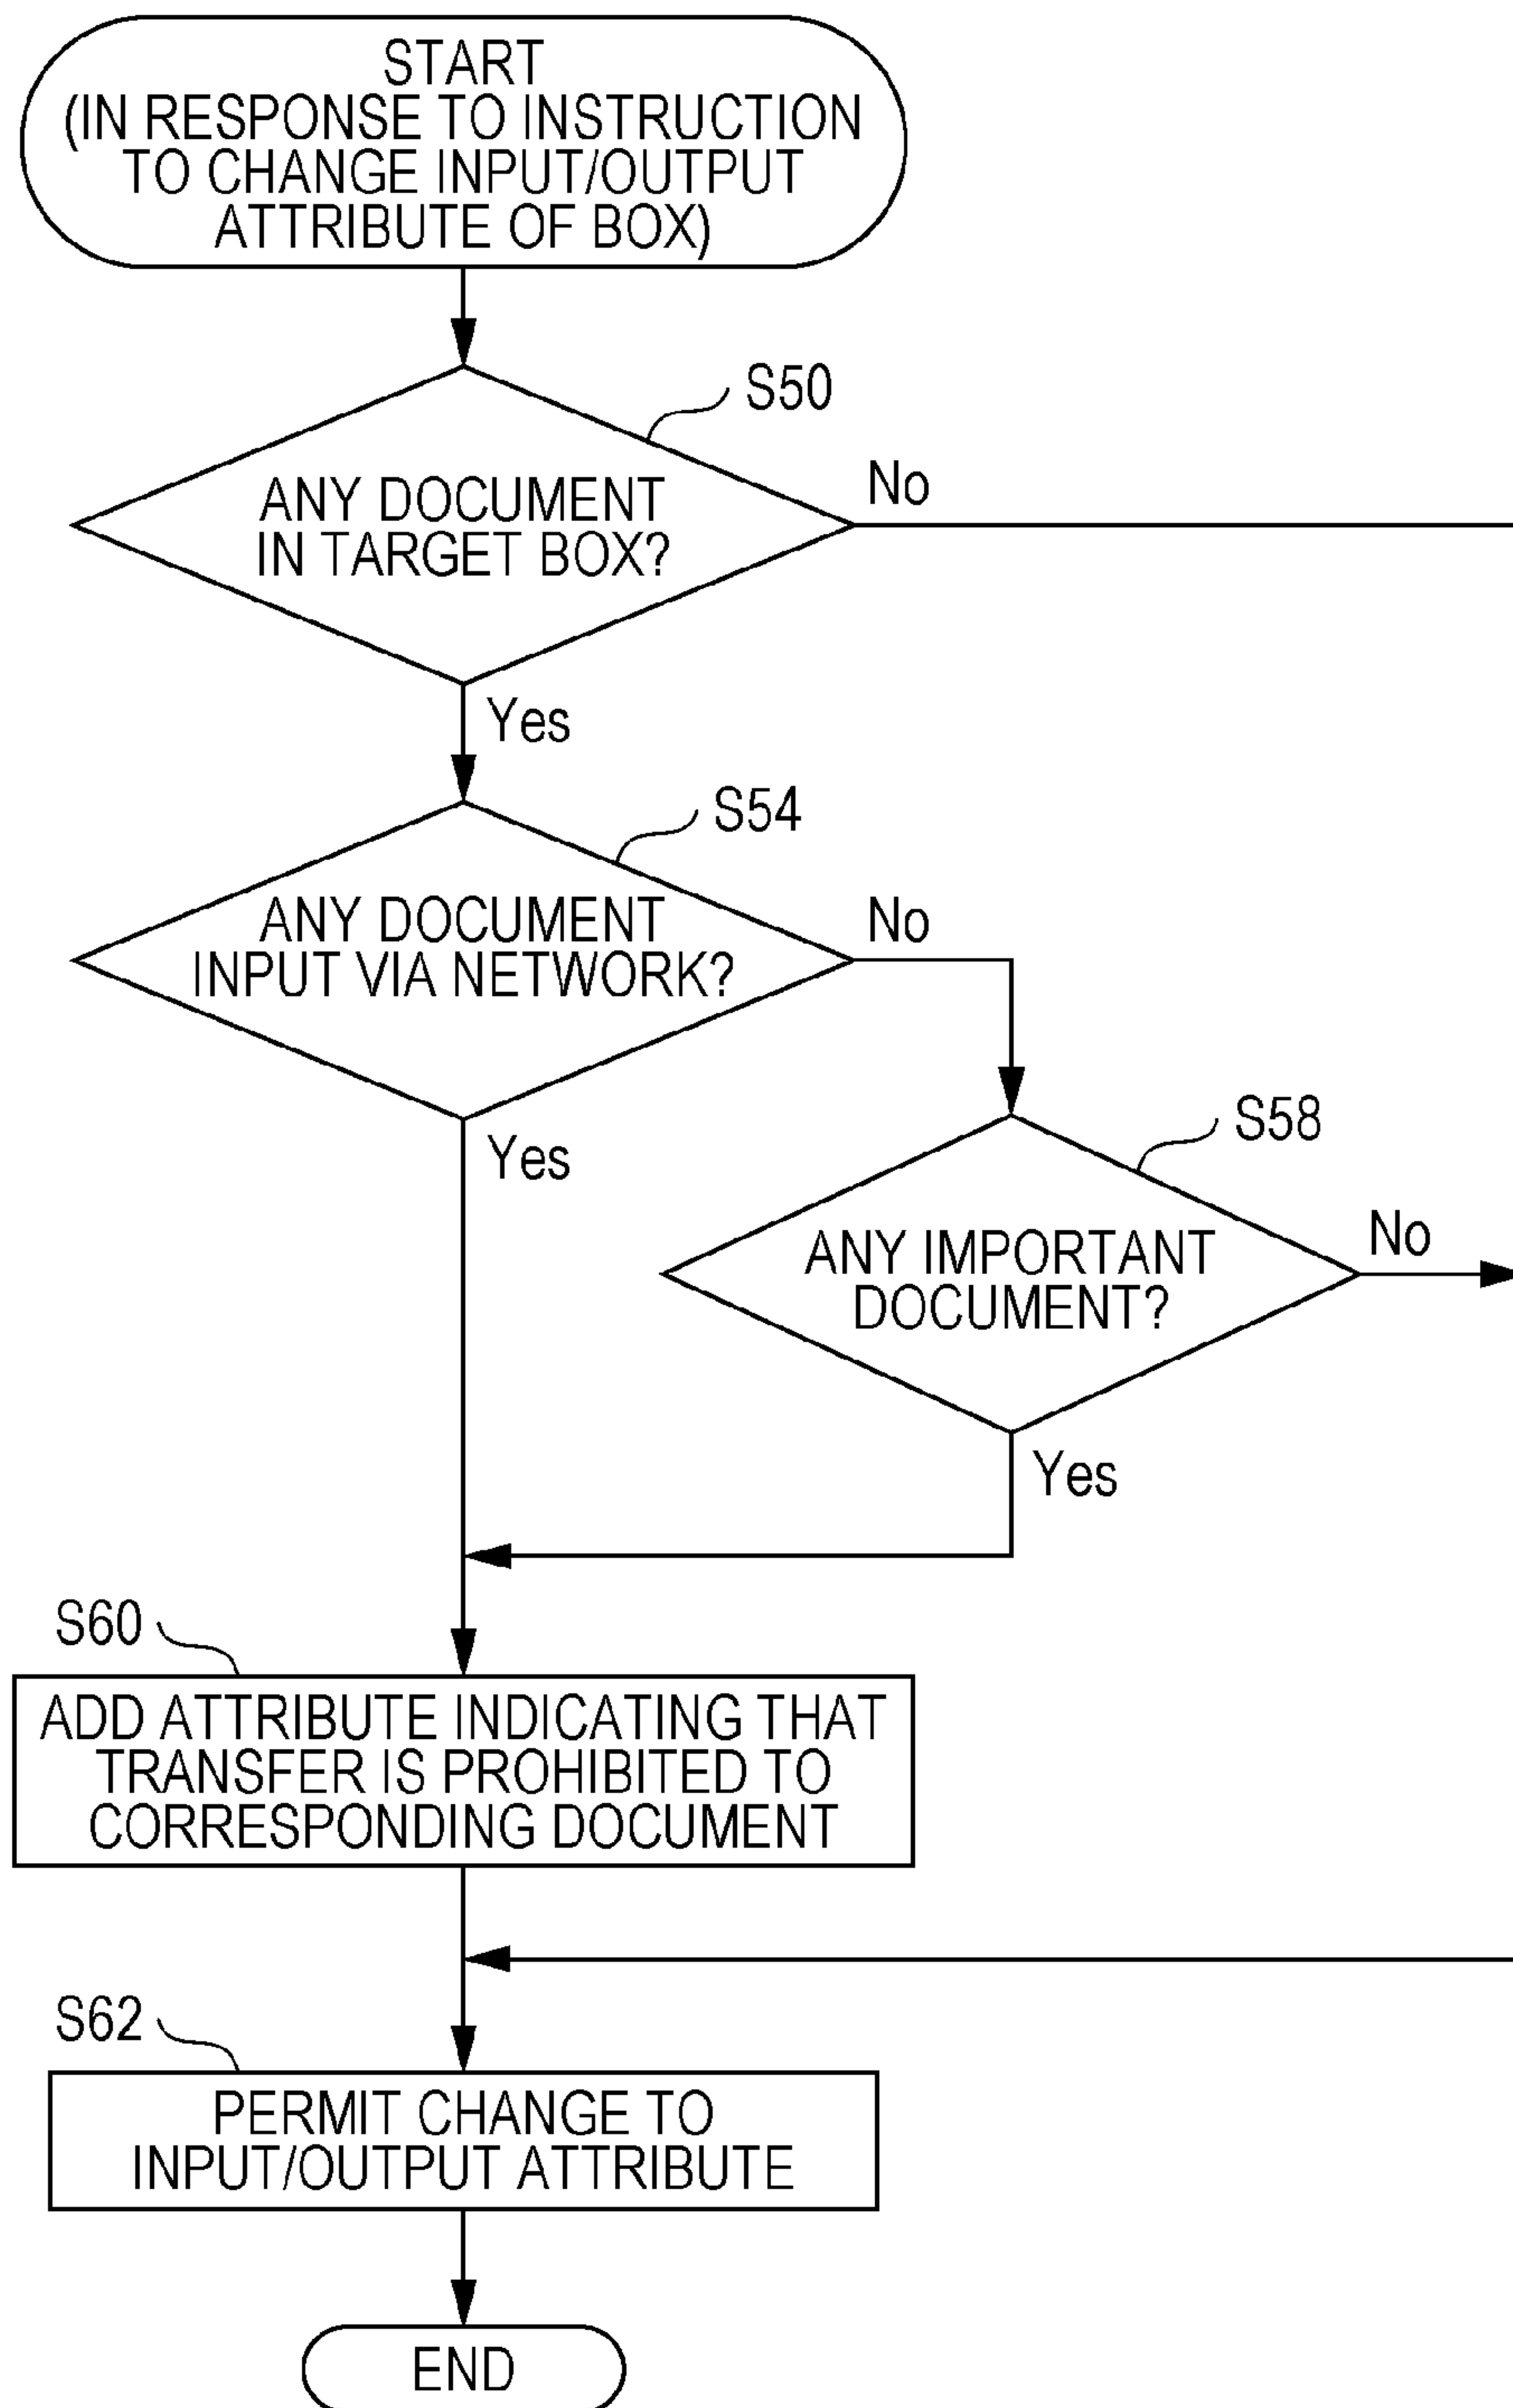 START
(IN RESPONSE TO INSTRUCTION
TO CHANGE INPUT/OUTPUT
ATTRIBUTE OF BOX)
S50
ANY DOCUMENT
IN TARGET BOX?
No
Yes
S54
ANY DOCUMENT
INPUT VIA NETWORK?
No
Yes
S58
ANY IMPORTANT
DOCUMENT?
No
Yes
S60
ADD ATTRIBUTE INDICATING THAT
TRANSFER IS PROHIBITED TO
CORRESPONDING DOCUMENT
S62
PERMIT CHANGE TO
INPUT/OUTPUT ATTRIBUTE
END